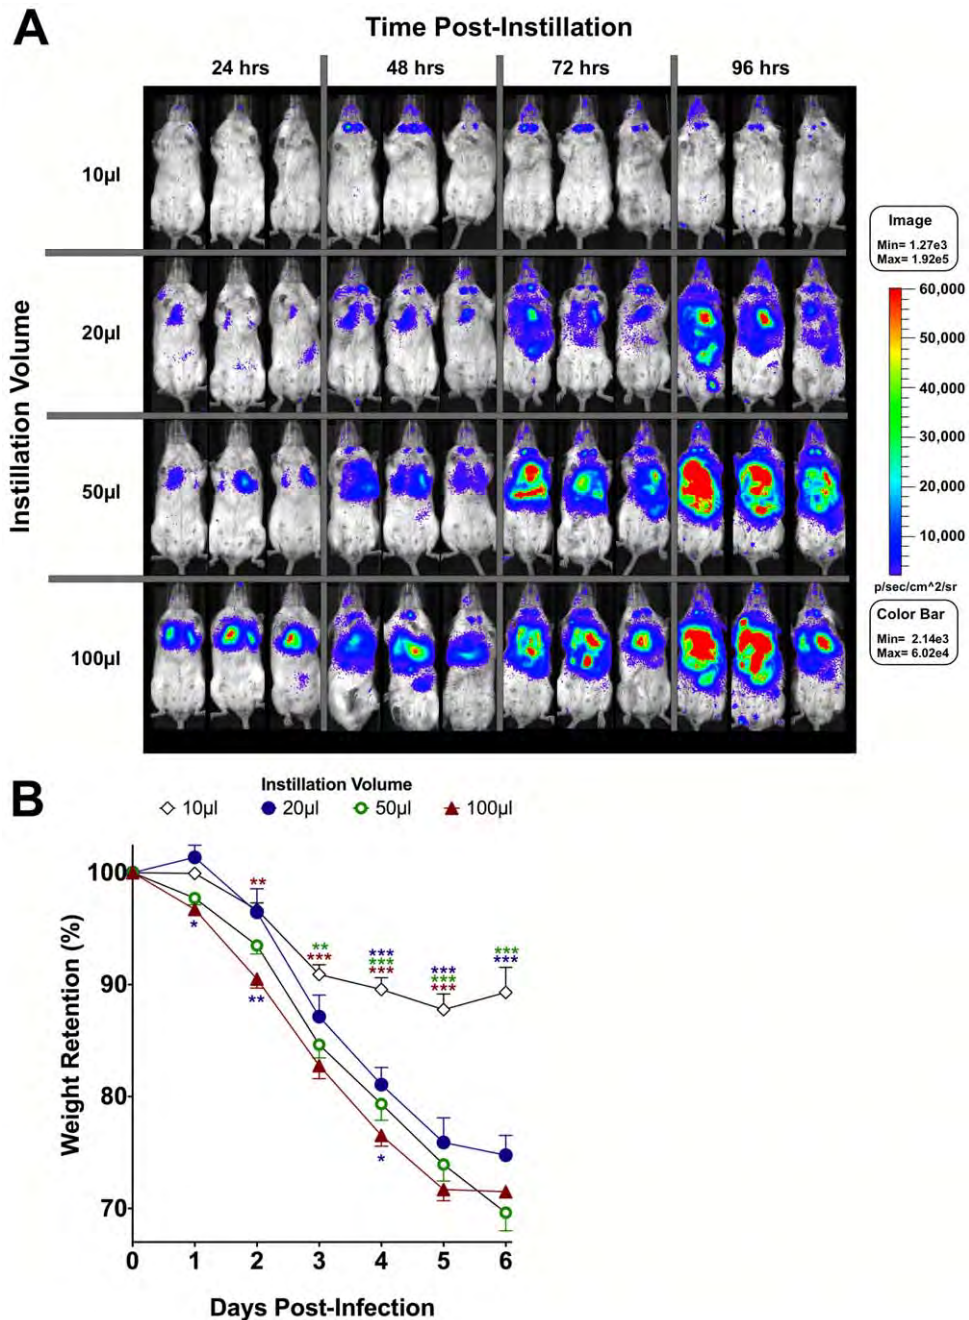 A
Time Post-Instillation
24 hrs 48 hrs 72 hrs 96 hrs
Instillation Volume
10µl
20µl
50µl
100µl
Image
Min= 1.27e3
Max= 1.92e5
60,000
50,000
40,000
30,000
20,000
10,000
p/sec/cm^2/sr
Color Bar
Min= 2.14e3
Max= 6.02e4
B
Instillation Volume
10µl 20µl 50µl 100µl
Weight Retention (%)
100
90
80
70
** 
** 
***
***
***
***
***
***
***
***
***
*
**
*
0 1 2 3 4 5 6
Days Post-Infection